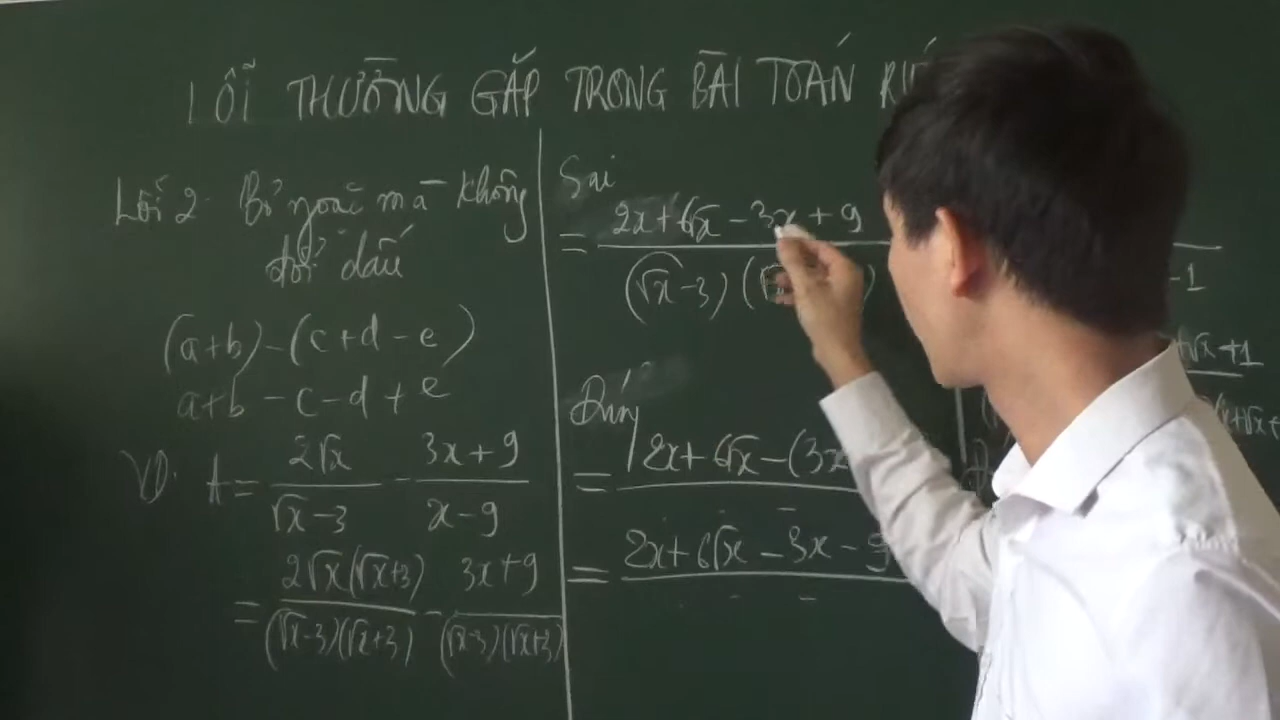 LỖI THƯỜNG GẶP TRONG BÀI TOÁN
Lỗi 2: Bỏ ngoặc mà không
đổi dấu
(a+b)-(c+d-e)
a+b-c-d+e
VD: A = 2√x/(√x-3) - (3x+9)/(x-9)
= 2√x(√x+3)/(√x-3)(√x+3) - (3x+9)/(√x-3)(√x+3)
Sai
= 2x+6√x-3x+9
(√x-3)(√x
Đúng
= 2x+6√x-(3x
= 2x+6√x-3x-9
-1
+√x+1
(x+√x+